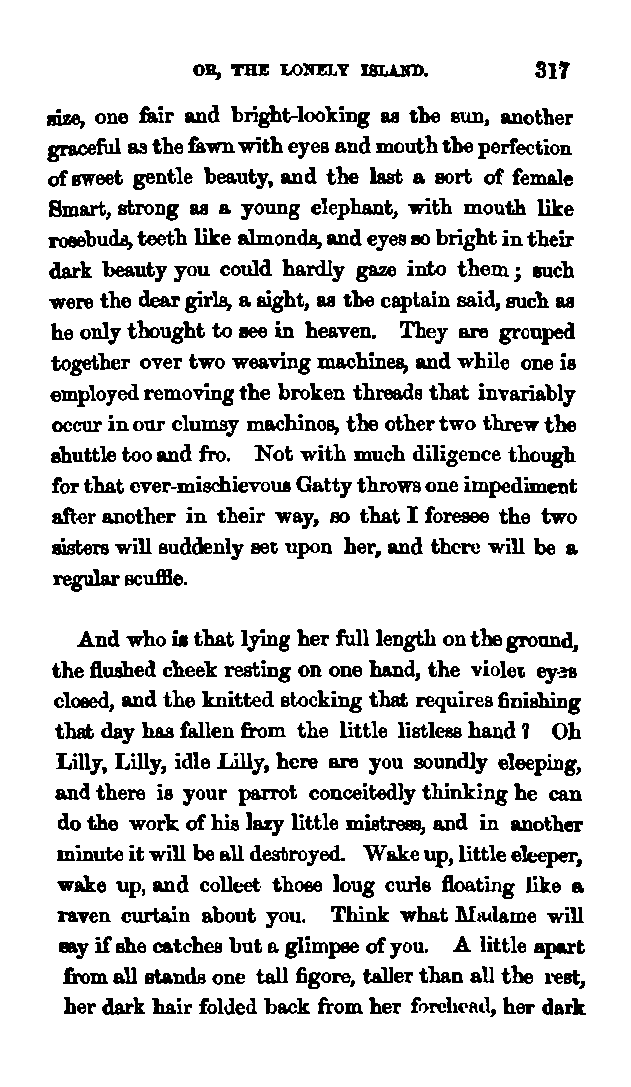 OR, THE LONELY ISLAND. 317
size, one fair and bright-looking as the sun, another
graceful as the fawn with eyes and mouth the perfection
of sweet gentle beauty, and the last a sort of female
Smart, strong as a young elephant, with mouth like
rosebuds, teeth like almonds, and eyes so bright in their
dark beauty you could hardly gaze into them; such
were the dear girls, a sight, as the captain said, such as
he only thought to see in heaven. They are grouped
together over two weaving machines, and while one is
employed removing the broken threads that invariably
occur in our clumsy machines, the other two threw the
shuttle too and fro. Not with much diligence though
for that ever-mischievous Gatty throws one impediment
after another in their way, so that I foresee the two
sisters will suddenly set upon her, and there will be a
regular scuffle.
And who is that lying her full length on the ground,
the flushed cheek resting on one hand, the violet eyes
closed, and the knitted stocking that requires finishing
that day has fallen from the little listless hand? Oh
Lilly, Lilly, idle Lilly, here are you soundly sleeping,
and there is your parrot conceitedly thinking he can
do the work of his lazy little mistress, and in another
minute it will be all destroyed. Wake up, little sleeper,
wake up, and collect those long curls floating like a
raven curtain about you. Think what Madame will
say if she catches but a glimpse of you. A little apart
from all stands one tall figore, taller than all the rest,
her dark hair folded back from her forehead, her dark